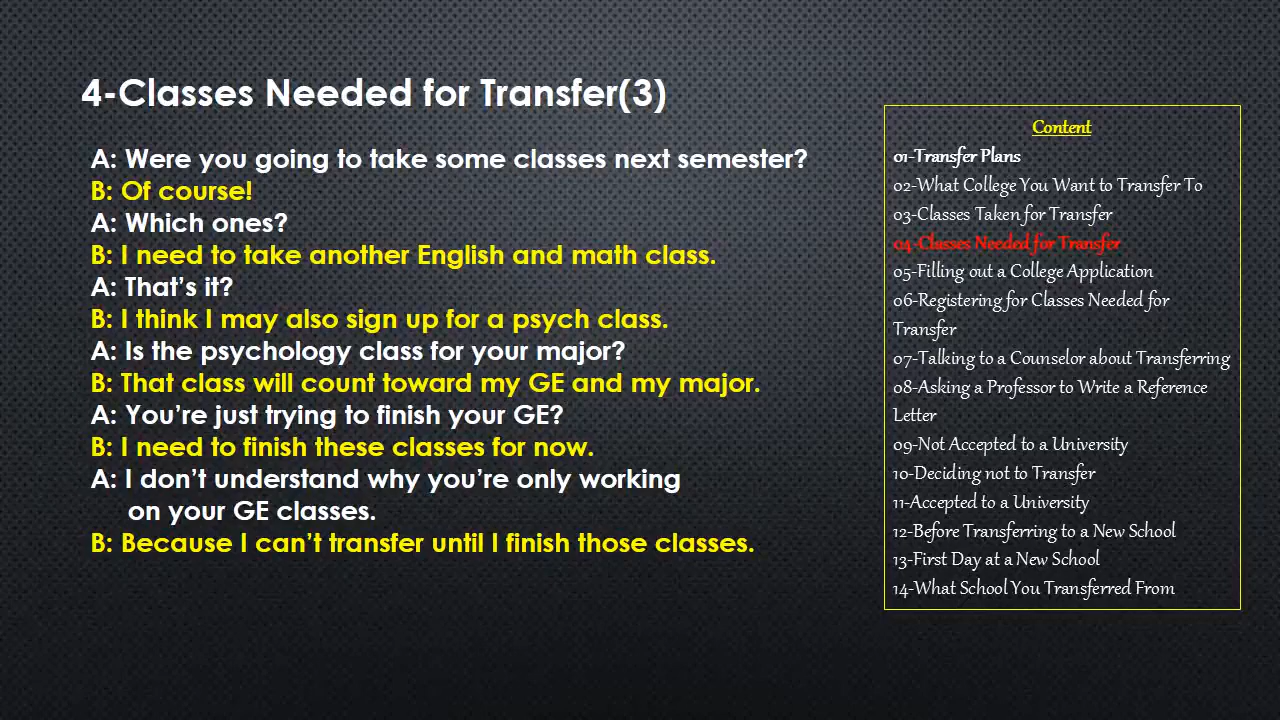 4-Classes Needed for Transfer(3)
A: Were you going to take some classes next semester?
B: Of course!
A: Which ones?
B: I need to take another English and math class.
A: That's it?
B: I think I may also sign up for a psych class.
A: Is the psychology class for your major?
B: That class will count toward my GE and my major.
A: You're just trying to finish your GE?
B: I need to finish these classes for now.
A: I don't understand why you're only working
on your GE classes.
B: Because I can't transfer until I finish those classes.
Content
01-Transfer Plans
02-What College You Want to Transfer To
03-Classes Taken for Transfer
04-Classes Needed for Transfer
05-Filling out a College Application
06-Registering for Classes Needed for
Transfer
07-Talking to a Counselor about Transferring
08-Asking a Professor to Write a Reference
Letter
09-Not Accepted to a University
10-Deciding not to Transfer
11-Accepted to a University
12-Before Transferring to a New School
13-First Day at a New School
14-What School You Transferred From